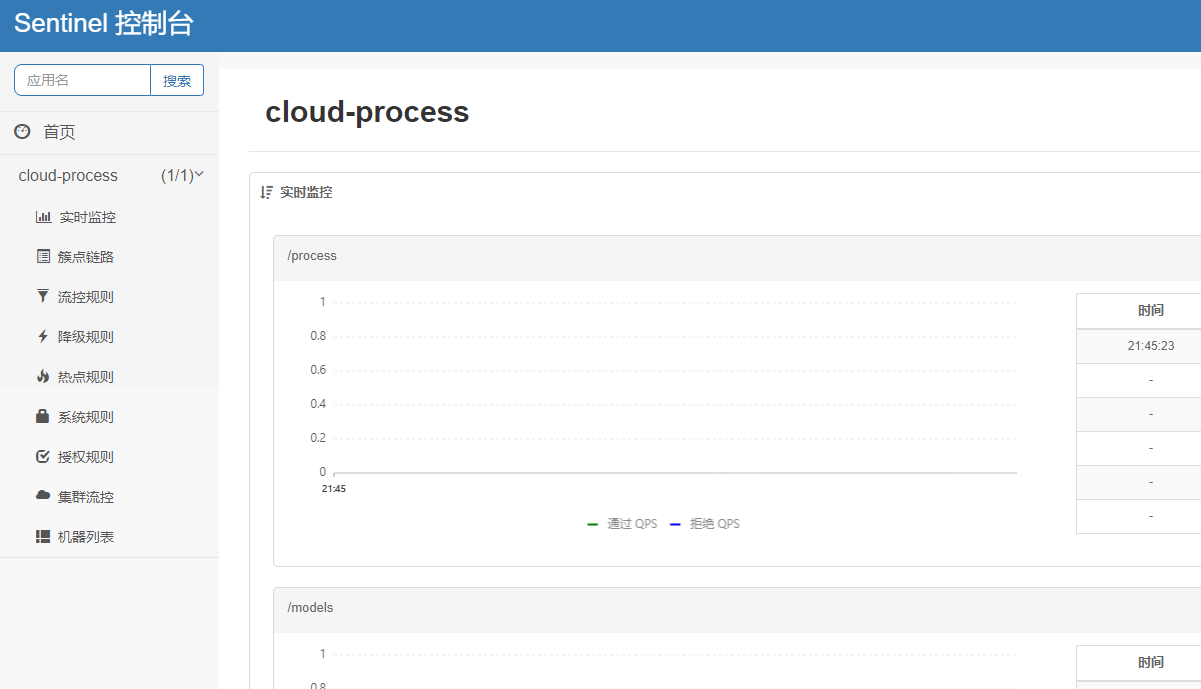 Sentinel 控制台
应用名
搜索
首页
cloud-process (1/1)
实时监控
簇点链路
流控规则
降级规则
热点规则
系统规则
授权规则
集群流控
机器列表
cloud-process
实时监控
/process
1
0.8
0.6
0.4
0.2
0
21:45
通过 QPS 拒绝 QPS
时间
21:45:23
-
-
-
-
-
/models
1
0.8
时间